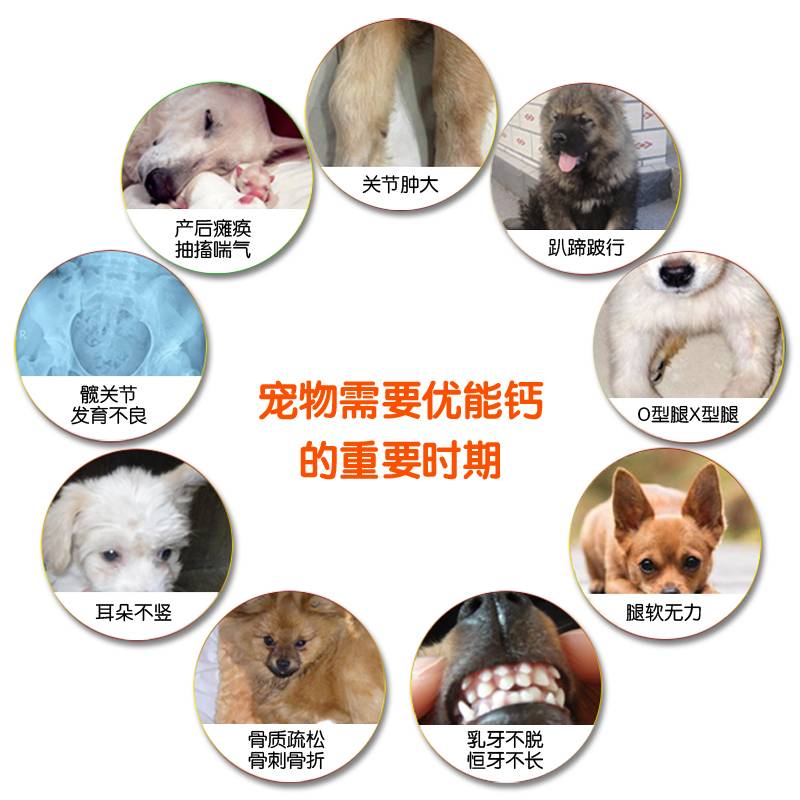 关节肿大
产后瘫痪
抽搐喘气
趴蹄跛行
髋关节
发育不良
O型腿X型腿
宠物需要优能钙
的重要时期
耳朵不竖
腿软无力
骨质疏松
骨刺骨折
乳牙不脱
恒牙不长
R